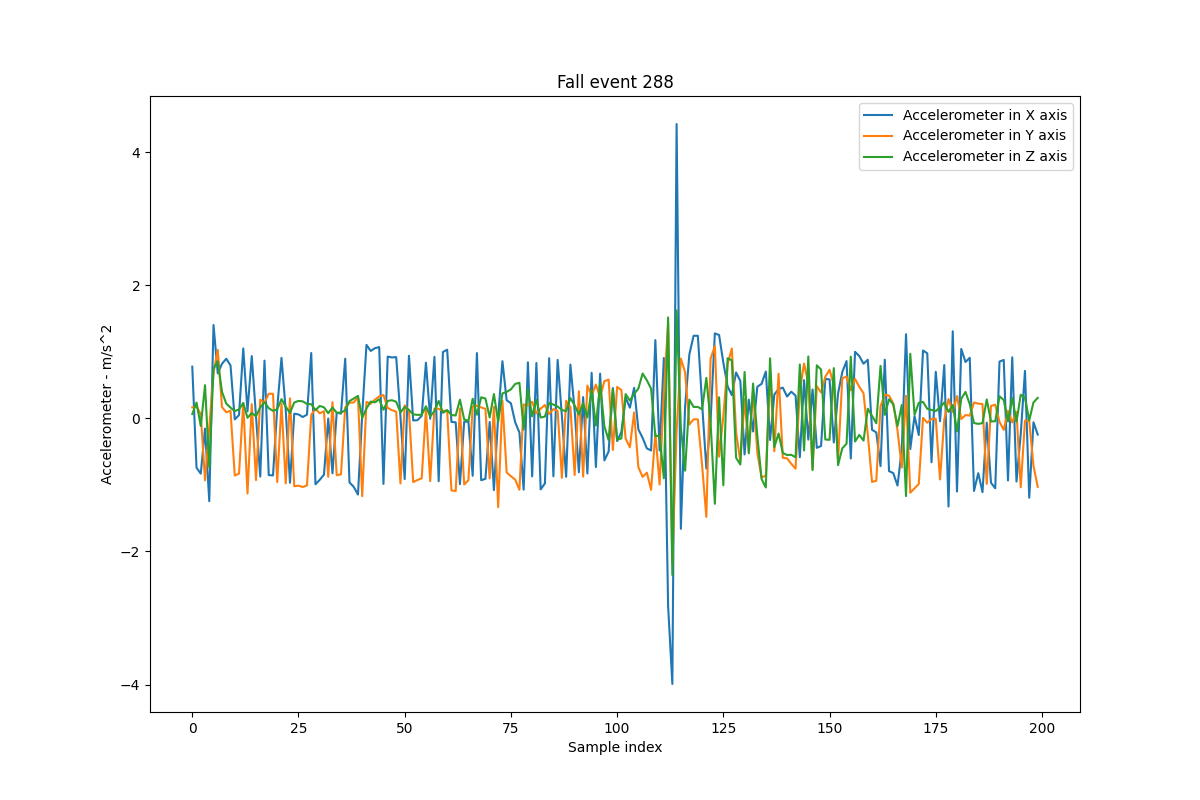 Fall event 288
Accelerometer in X axis
Accelerometer in Y axis
Accelerometer in Z axis
Accelerometer - m/s^2
4
2
0
−2
−4
0 25 50 75 100 125 150 175 200
Sample index